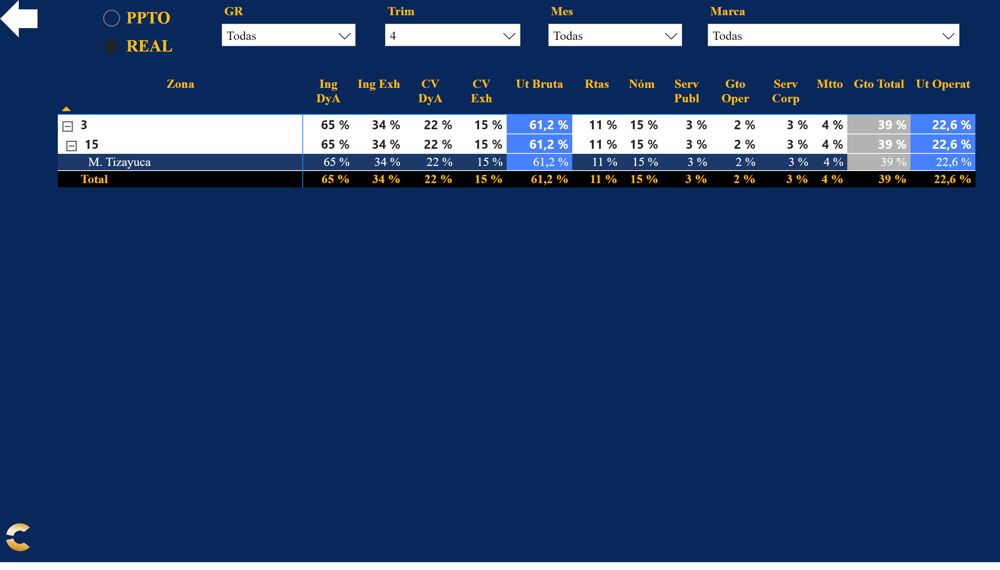 PPTO
REAL
GR
Todas
Trim
4
Mes
Todas
Marca
Todas
Zona Ing DyA Ing Exh CV DyA CV Exh Ut Bruta Rtas Nóm Serv Publ Gto Oper Serv Corp Mtto Gto Total Ut Operat
3 65 % 34 % 22 % 15 % 61,2 % 11 % 15 % 3 % 2 % 3 % 4 % 39 % 22,6 %
15 65 % 34 % 22 % 15 % 61,2 % 11 % 15 % 3 % 2 % 3 % 4 % 39 % 22,6 %
M. Tizayuca 65 % 34 % 22 % 15 % 61,2 % 11 % 15 % 3 % 2 % 3 % 4 % 39 % 22,6 %
Total 65 % 34 % 22 % 15 % 61,2 % 11 % 15 % 3 % 2 % 3 % 4 % 39 % 22,6 %